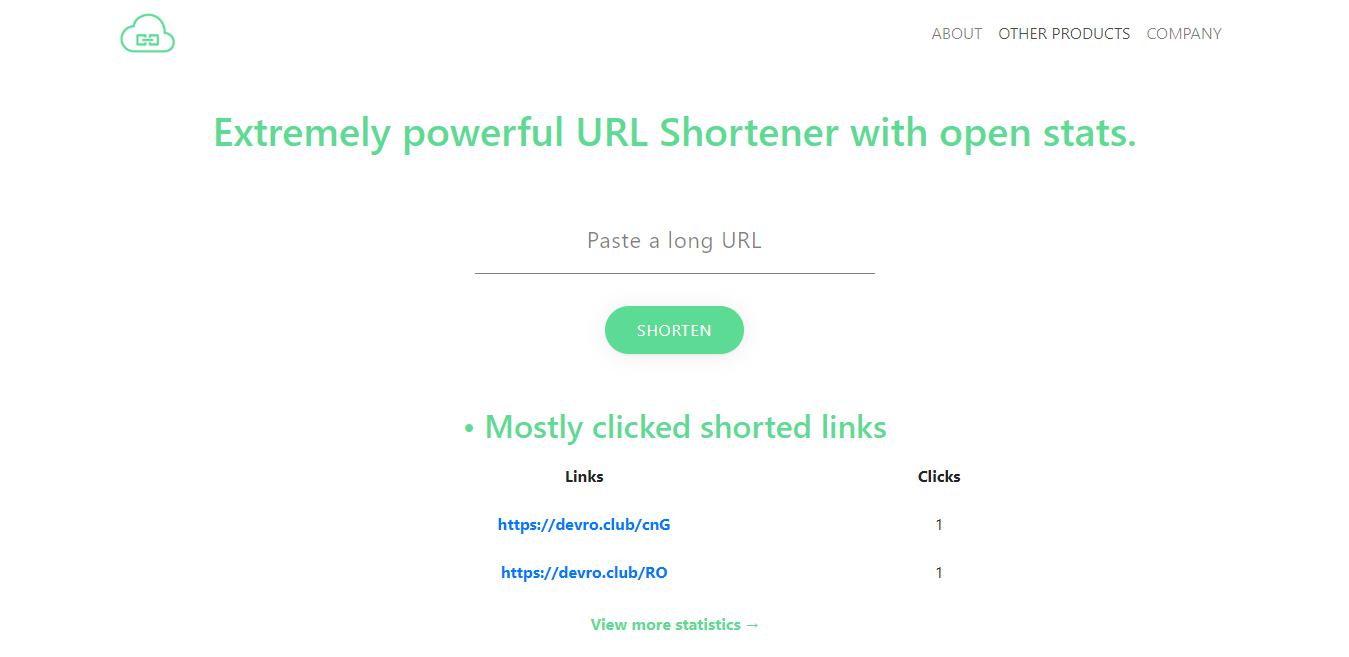 ABOUT OTHER PRODUCTS COMPANY
Extremely powerful URL Shortener with open stats.
Paste a long URL
SHORTEN
• Mostly clicked shorted links
Links Clicks
https://devro.club/cnG 1
https://devro.club/RO 1
View more statistics →